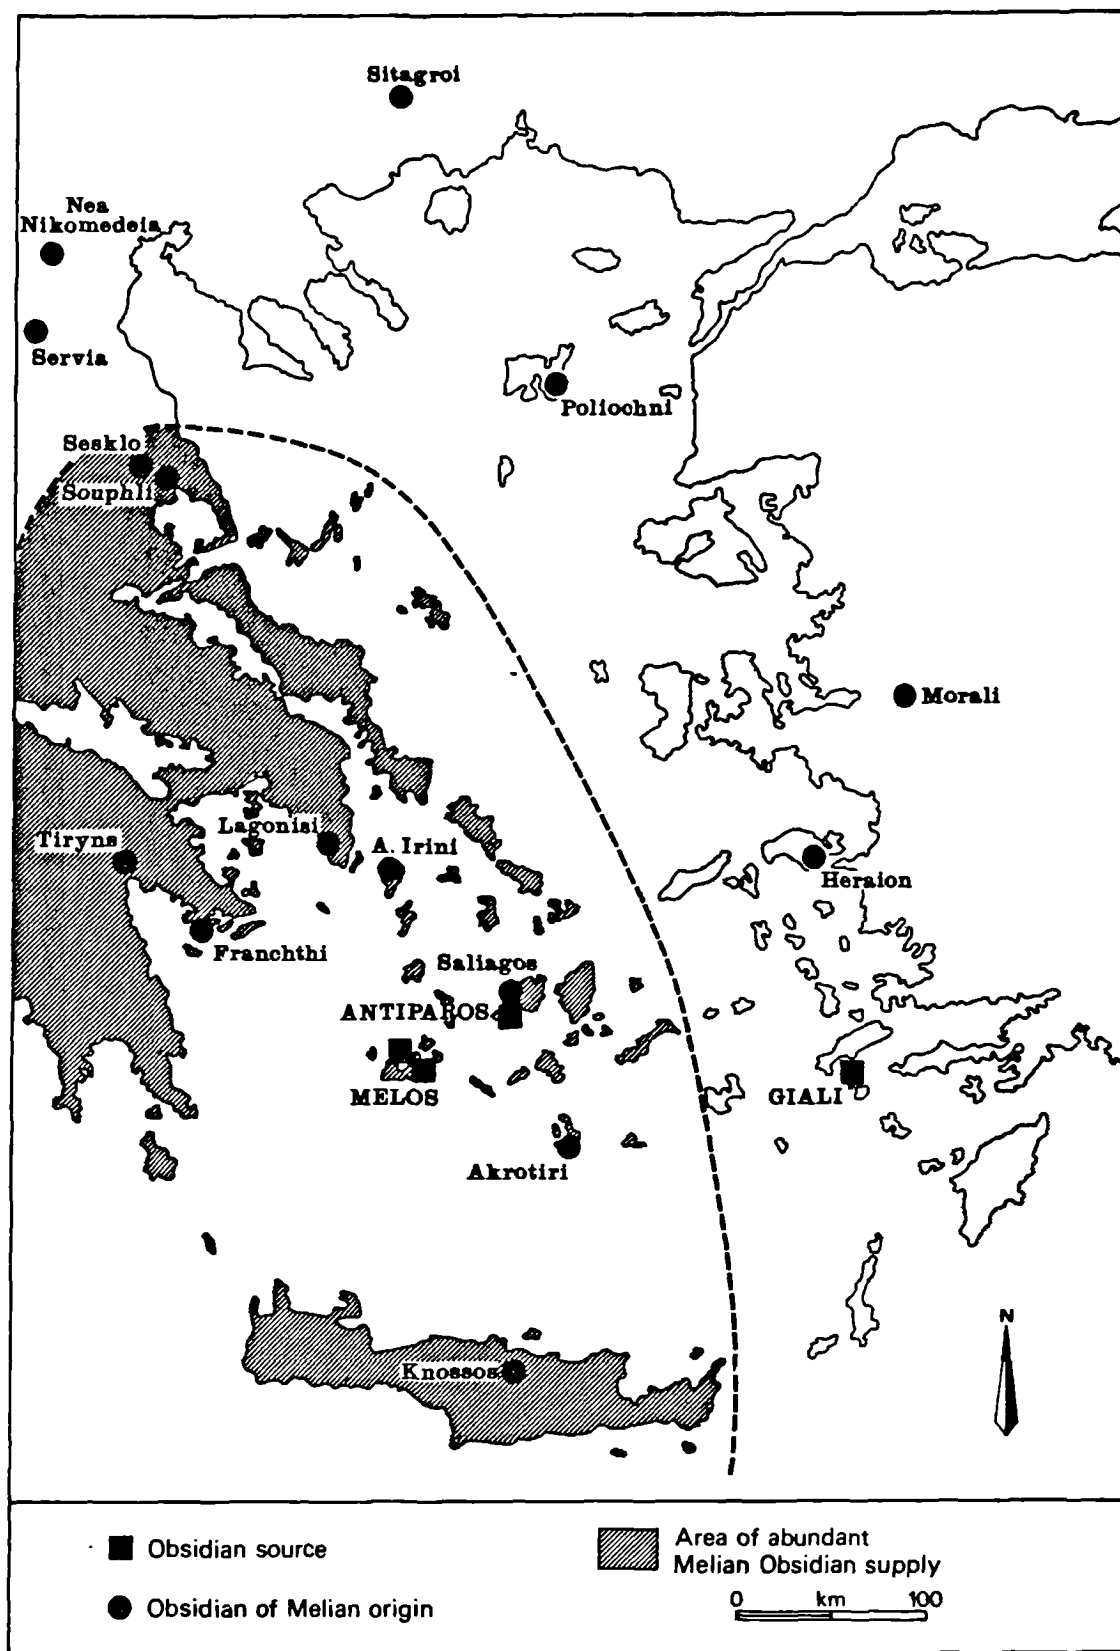 Sitagroi
Nea
Nikomedeia
Servia
Poliochni
Sesklo
Souphli
Morali
Lagonisi
Tiryns
A. Irini
Heraion
Franchthi
Saliagos
ANTIPAROS
MELOS
GIALI
Akrotiri
N
Knossos
Obsidian source
Area of abundant
Melian Obsidian supply
Obsidian of Melian origin
0 km 100